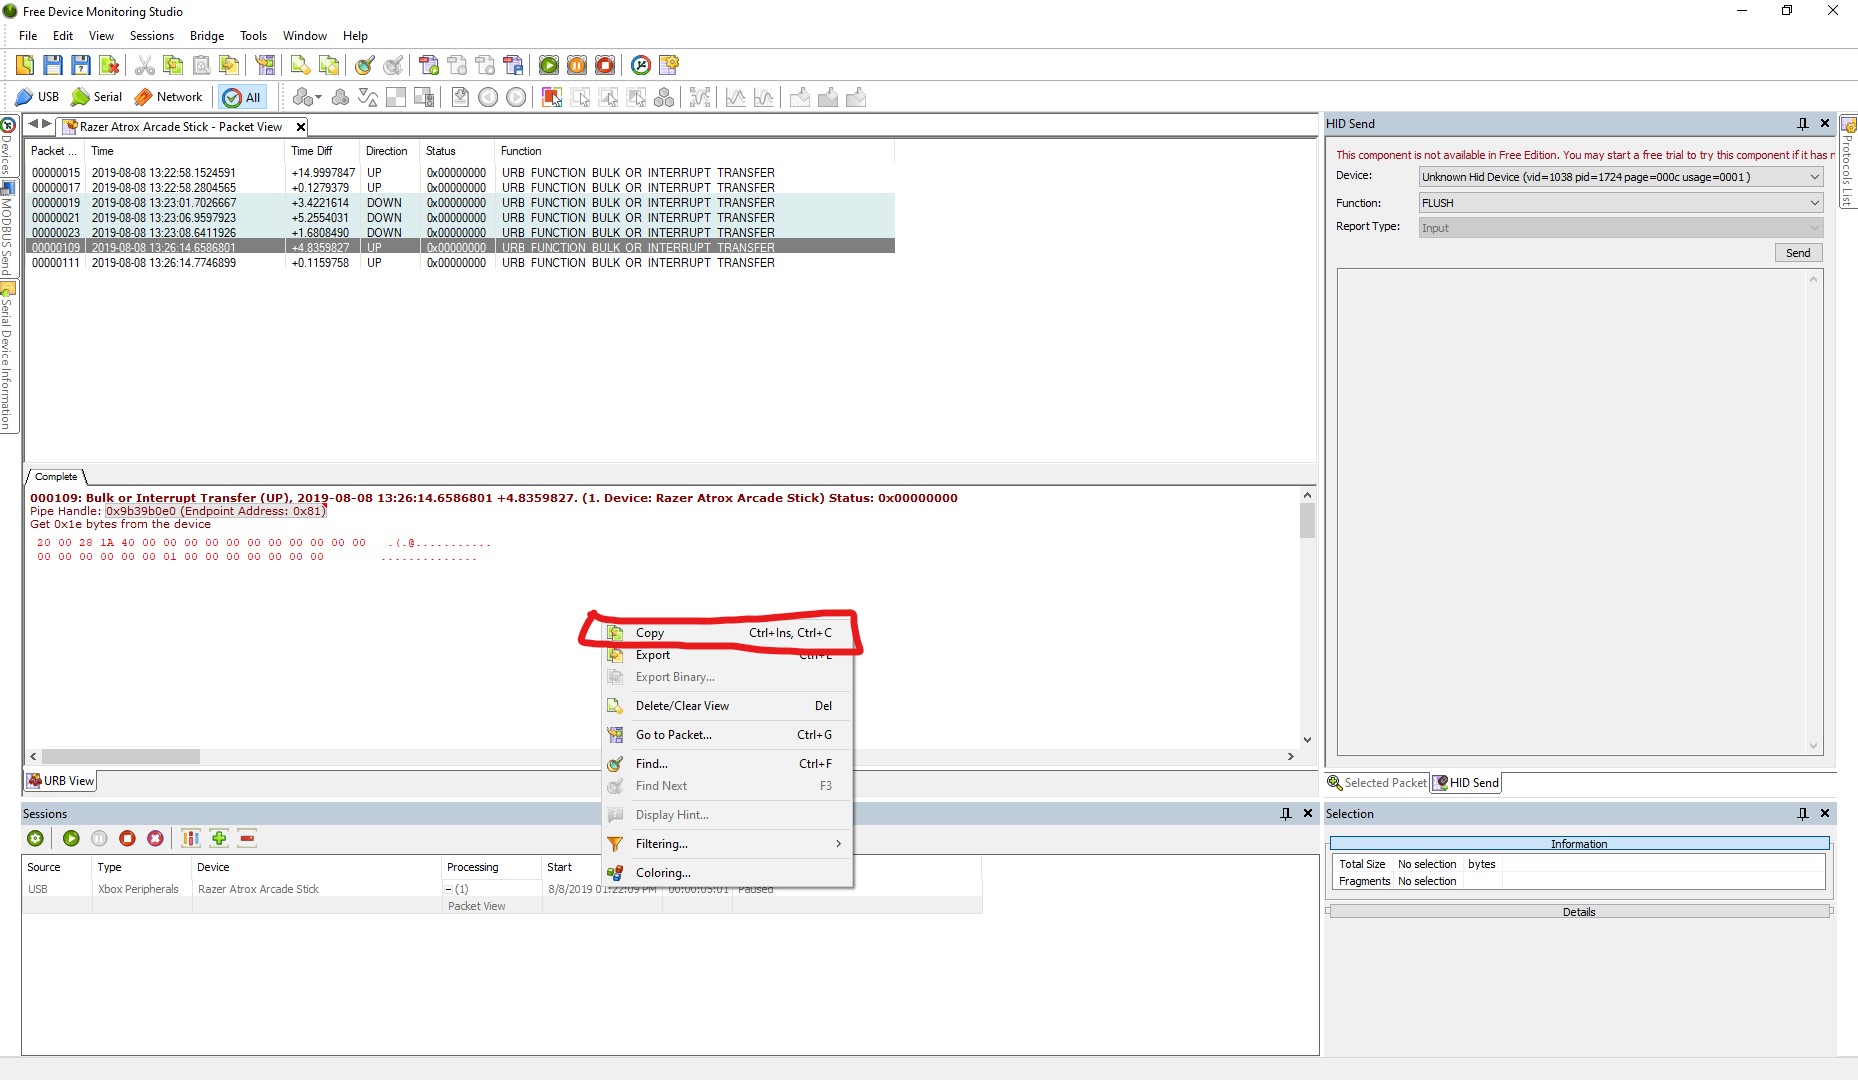 Free Device Monitoring Studio
File Edit View Sessions Bridge Tools Window Help
USB Serial Network All
Razer Atrox Arcade Stick - Packet View
Packet ... Time Time Diff Direction Status Function
00000015 2019-08-08 13:22:58.1524591 +14.9997847 UP 0x00000000 URB FUNCTION BULK OR INTERRUPT TRANSFER
00000017 2019-08-08 13:22:58.2804565 +0.1279379 UP 0x00000000 URB FUNCTION BULK OR INTERRUPT TRANSFER
00000019 2019-08-08 13:23:01.7026667 +3.4221614 DOWN 0x00000000 URB FUNCTION BULK OR INTERRUPT TRANSFER
00000021 2019-08-08 13:23:06.9597923 +5.2554031 DOWN 0x00000000 URB FUNCTION BULK OR INTERRUPT TRANSFER
00000023 2019-08-08 13:23:08.6411926 +1.6808490 DOWN 0x00000000 URB FUNCTION BULK OR INTERRUPT TRANSFER
00000109 2019-08-08 13:26:14.6586801 +4.8359827 UP 0x00000000 URB FUNCTION BULK OR INTERRUPT TRANSFER
00000111 2019-08-08 13:26:14.7746899 +0.1159758 UP 0x00000000 URB FUNCTION BULK OR INTERRUPT TRANSFER
Devices
MODBUS Send
Serial Device Information
Complete
000109: Bulk or Interrupt Transfer (UP), 2019-08-08 13:26:14.6586801 +4.8359827. (1. Device: Razer Atrox Arcade Stick) Status: 0x00000000
Pipe Handle: 0x9b39b0e0 (Endpoint Address: 0x81)
Get 0x1e bytes from the device
20 00 28 1A 40 00 00 00 00 00 00 00 00 00 00 00 .(.@...........
00 00 00 00 00 00 01 00 00 00 00 00 00 00 ..............
Copy Ctrl+Ins, Ctrl+C
Export Ctrl+E
Export Binary...
Delete/Clear View Del
Go to Packet... Ctrl+G
Find... Ctrl+F
Find Next F3
Display Hint...
Filtering...
Coloring...
URB View
Sessions
Source Type Device Processing Start
USB Xbox Peripherals Razer Atrox Arcade Stick (1) 8/8/2019 01:22:09 PM 00:00:05:01 Paused
Packet View
HID Send
This component is not available in Free Edition. You may start a free trial to try this component if it has
Device: Unknown Hid Device (vid=1038 pid=1724 page=000c usage=0001 )
Function: FLUSH
Report Type: Input
Send
Protocols List
Selected Packet HID Send
Selection
Information
Total Size No selection bytes
Fragments No selection
Details